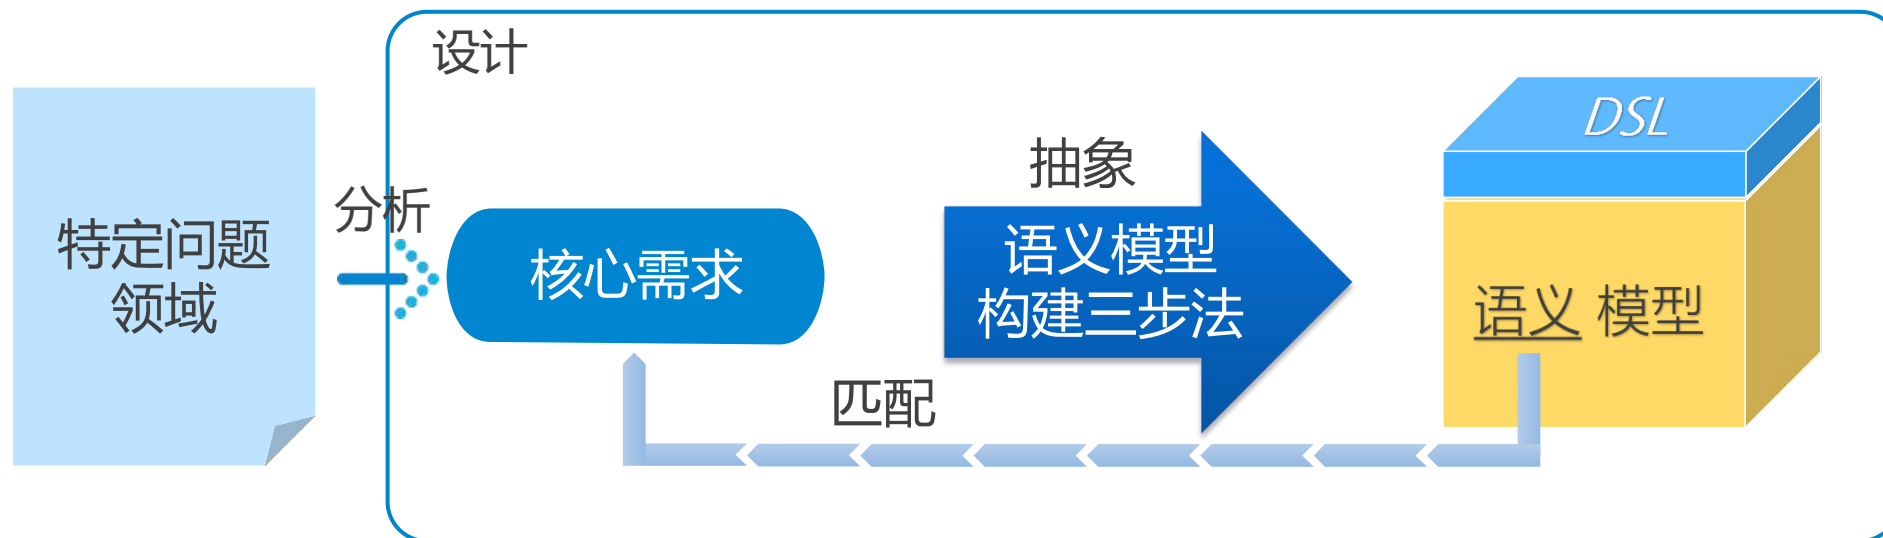 设计
特定问题
领域
分析
核心需求
抽象
语义模型
构建三步法
匹配
DSL
语义 模型